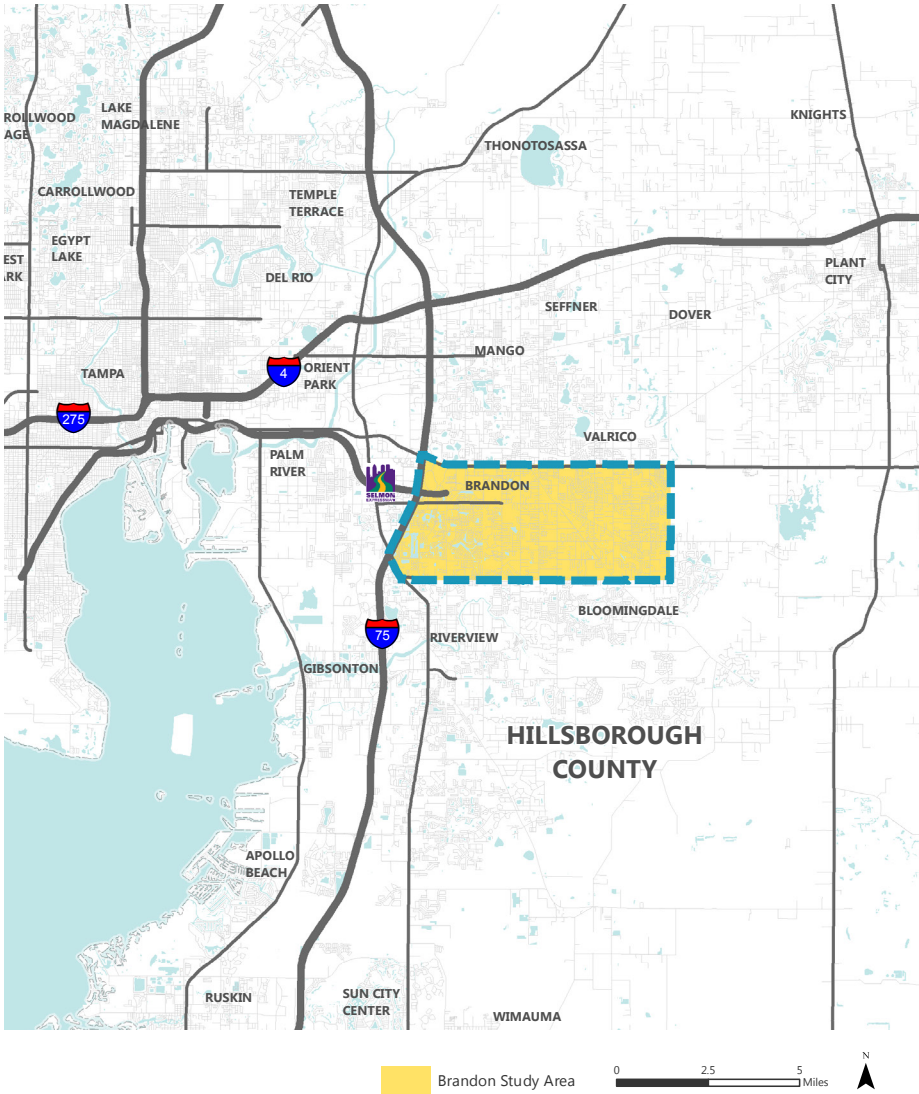 LAKE
MAGDALENE
ROLLWOOD
AGE
KNIGHTS
THONOTOSASSA
CARROLLWOOD
TEMPLE
TERRACE
EGYPT
LAKE
EST
RK
DEL RIO
PLANT
CITY
SEFFNER
DOVER
MANGO
4
ORIENT
PARK
TAMPA
275
VALRICO
PALM
RIVER
SELMON
EXPRESSWAY
BRANDON
BLOOMINGDALE
75
RIVERVIEW
GIBSONTON
HILLSBOROUGH
COUNTY
APOLLO
BEACH
RUSKIN
SUN CITY
CENTER
WIMAUMA
Brandon Study Area
0 2.5 5
Miles
N